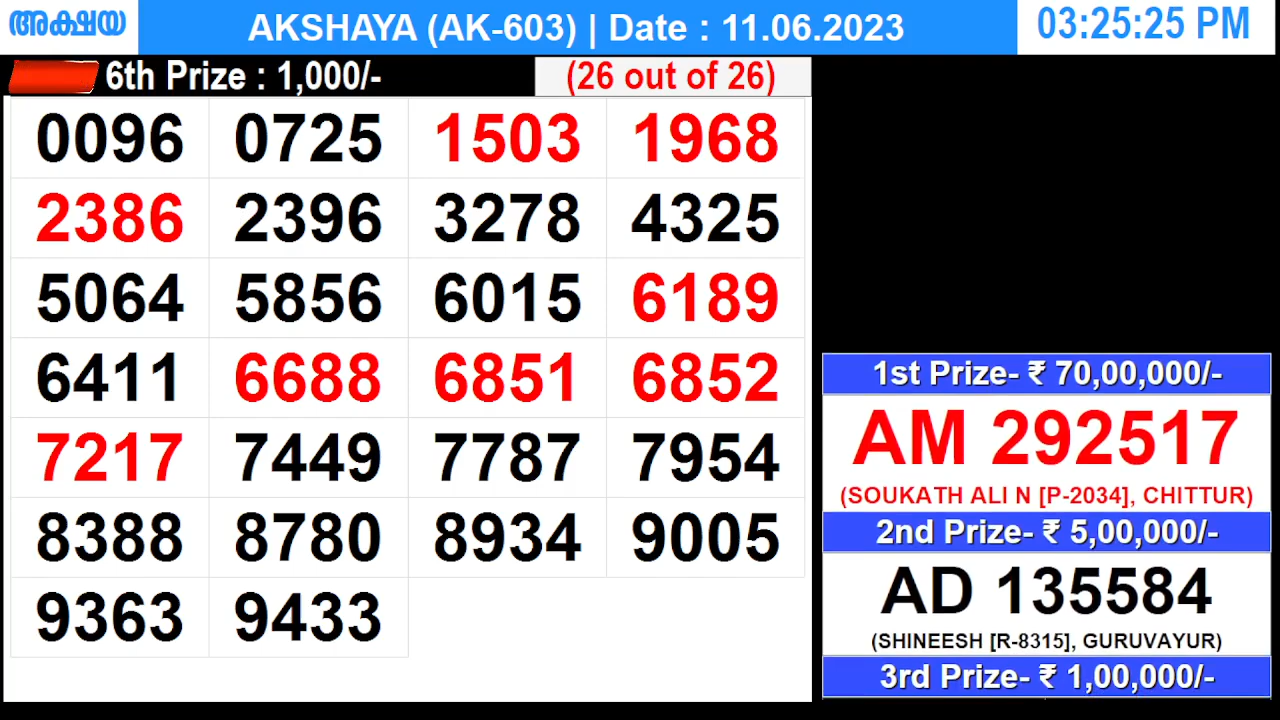 അക്ഷയ
AKSHAYA (AK-603) | Date : 11.06.2023
03:25:25 PM
6th Prize : 1,000/-
(26 out of 26)
0096 0725 1503 1968
2386 2396 3278 4325
5064 5856 6015 6189
6411 6688 6851 6852
7217 7449 7787 7954
8388 8780 8934 9005
9363 9433
1st Prize- ₹ 70,00,000/-
AM 292517
(SOUKATH ALI N [P-2034], CHITTUR)
2nd Prize- ₹ 5,00,000/-
AD 135584
(SHINEESH [R-8315], GURUVAYUR)
3rd Prize- ₹ 1,00,000/-